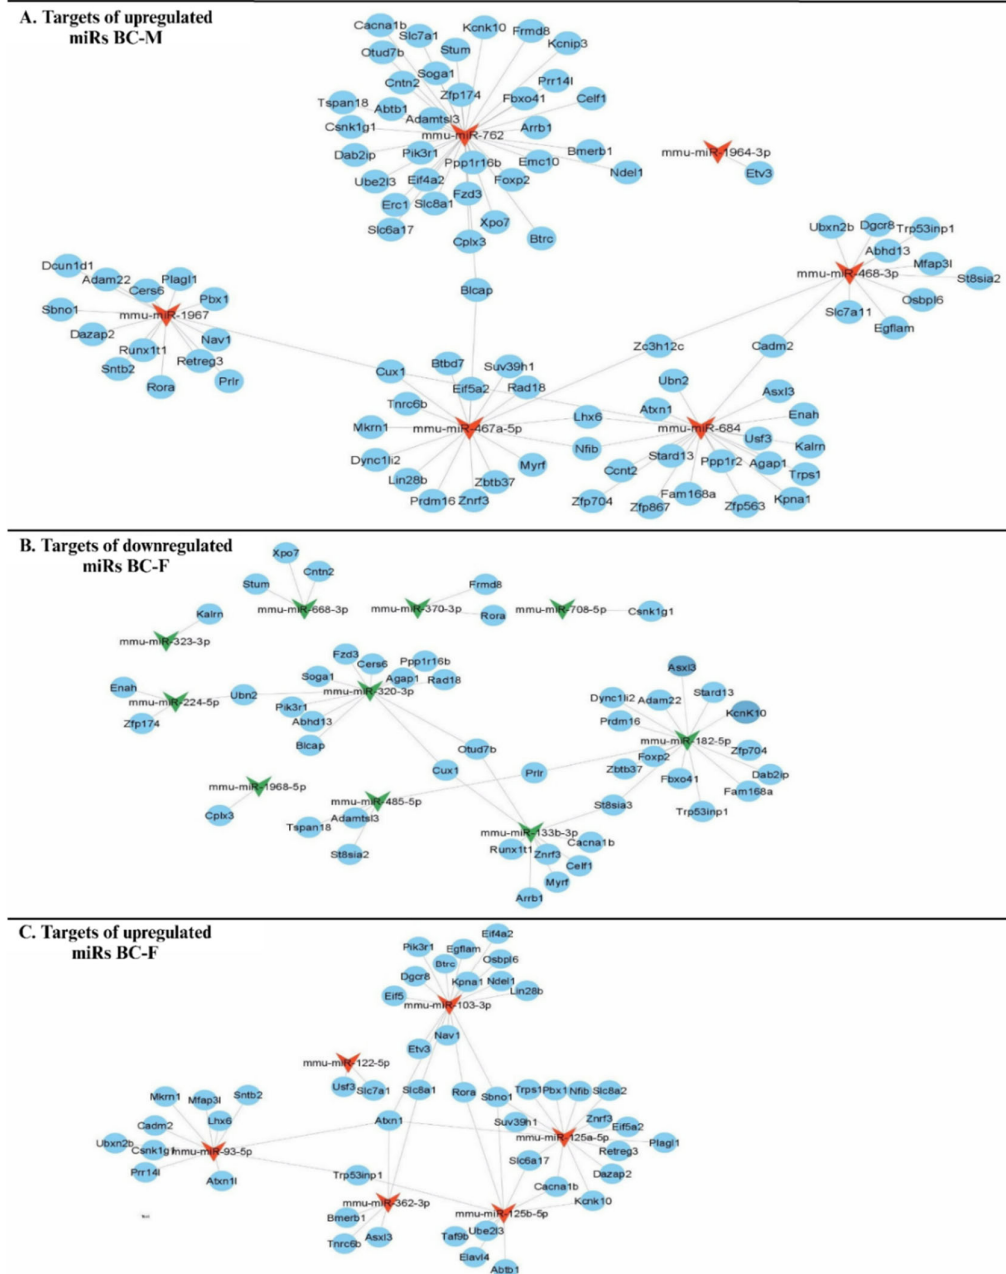 A. Targets of upregulated
miRs BC-M
Cacna1b
Slc7a1
Kcnk10
Frmd8
Kcnip3
Otud7b
Stum
Soga1
Cntn2
Zfp174
Prr14l
Fbxo41
Celf1
Tspan18
Abtb1
Adamtsl3
Csnk1g1
Arrb1
mmu-miR-762
Dab2ip
Pik3r1
Ppp1r16b
Emc10
Bmerb1
Ndel1
mmu-miR-1964-3p
Etv3
Ube2l3
Eif4a2
Foxp2
Fzd3
Erc1
Slc8a1
Slc6a17
Xpo7
Cplx3
Btrc
Blcap
Ubxn2b
Dgcr8
Trp53inp1
Abhd13
Mfap3l
mmu-miR-468-3p
St8sia2
Osbpl6
Slc7a11
Egflam
Dcun1d1
Adam22
Plagl1
Cers6
Pbx1
Sbno1
mmu-miR-1967
Dazap2
Nav1
Runx1t1
Retreg3
Sntb2
Rora
Prlr
Zc3h12c
Cadm2
Cux1
Btbd7
Suv39h1
Eif5a2
Rad18
Ubn2
Asxl3
Tnrc6b
Lhx6
Atxn1
Enah
Mkrn1
mmu-miR-467a-5p
mmu-miR-684
Usf3
Kalrn
Nfib
Dync1li2
Myrf
Stard13
Ppp1r2
Agap1
Trps1
Ccnt2
Lin28b
Zbtb37
Prdm16
Znrf3
Zfp704
Zfp867
Fam168a
Zfp563
Kpna1
B. Targets of downregulated
miRs BC-F
Xpo7
Cntn2
Stum
mmu-miR-668-3p
Frmd8
mmu-miR-370-3p
Rora
mmu-miR-708-5p
Csnk1g1
Kalrn
mmu-miR-323-3p
Fzd3
Cers6
Ppp1r16b
Soga1
Agap1
Rad18
Enah
mmu-miR-224-5p
Ubn2
mmu-miR-320-3p
Zfp174
Pik3r1
Abhd13
Blcap
Asxl3
Dync1li2
Adam22
Stard13
KcnK10
Prdm16
mmu-miR-182-5p
Foxp2
Zfp704
Zbtb37
Fbxo41
Dab2ip
Fam168a
Trp53inp1
Otud7b
Cux1
Prlr
mmu-miR-1968-5p
Cplx3
mmu-miR-485-5p
Tspan18
Adamtsl3
St8sia2
St8sia3
mmu-miR-133b-3p
Runx1t1
Znrf3
Cacna1b
Celf1
Myrf
Arrb1
C. Targets of upregulated
miRs BC-F
Eif4a2
Pik3r1
Egflam
Btrc
Osbpl6
Dgcr8
Kpna1
Ndel1
Eif5
Lin28b
mmu-miR-103-3p
Nav1
Etv3
mmu-miR-122-5p
Usf3
Slc7a1
Slc8a1
Rora
Sbno1
Trps1
Pbx1
Nfib
Slc8a2
Mkrn1
Mfap3l
Sntb2
Lhx6
Atxn1
Suv39h1
Znrf3
Eif5a2
Cadm2
mmu-miR-125a-5p
Plagl1
Ubxn2b
Csnk1g1
mmu-miR-93-5p
Retreg3
Slc6a17
Prr14l
Atxn1l
Trp53inp1
Dazap2
Cacna1b
Kcnk10
mmu-miR-362-3p
mmu-miR-125b-5p
Bmerb1
Tnrc6b
Asxl3
Taf9b
Ube2l3
Elavl4
Abtb1